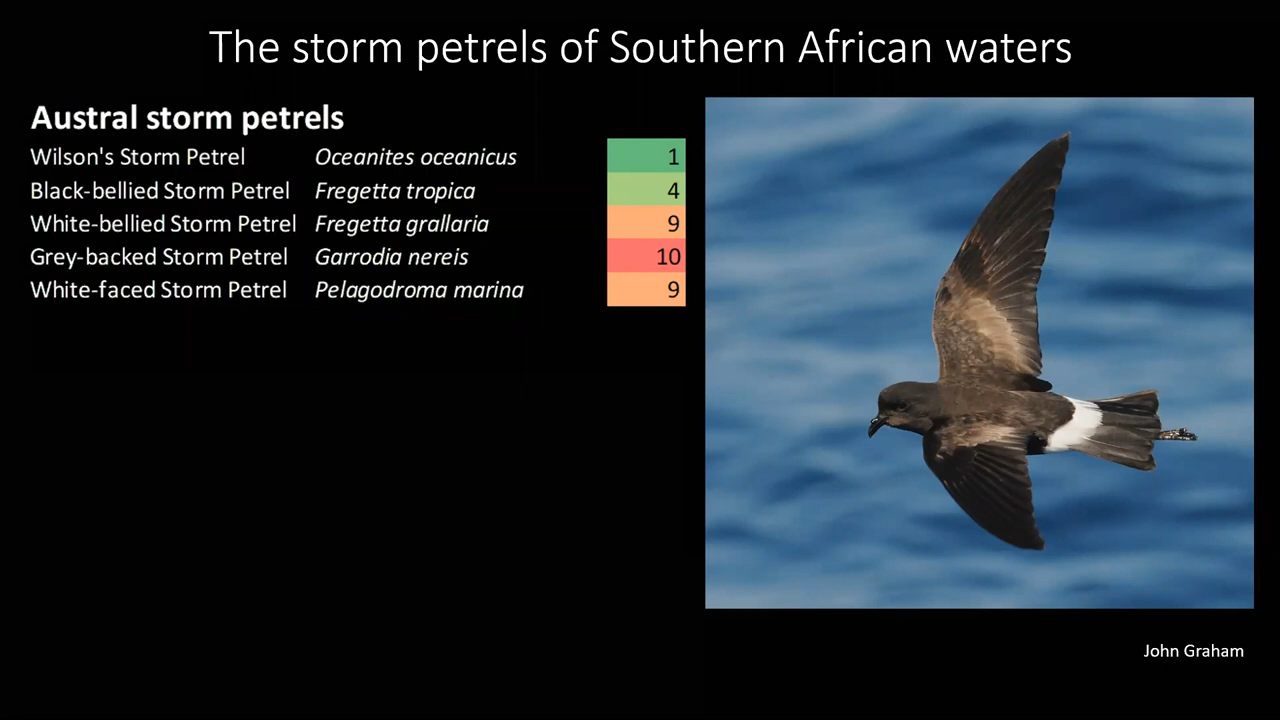 The storm petrels of Southern African waters
Austral storm petrels
Wilson's Storm Petrel Oceanites oceanicus 1
Black-bellied Storm Petrel Fregetta tropica 4
White-bellied Storm Petrel Fregetta grallaria 9
Grey-backed Storm Petrel Garrodia nereis 10
White-faced Storm Petrel Pelagodroma marina 9
John Graham